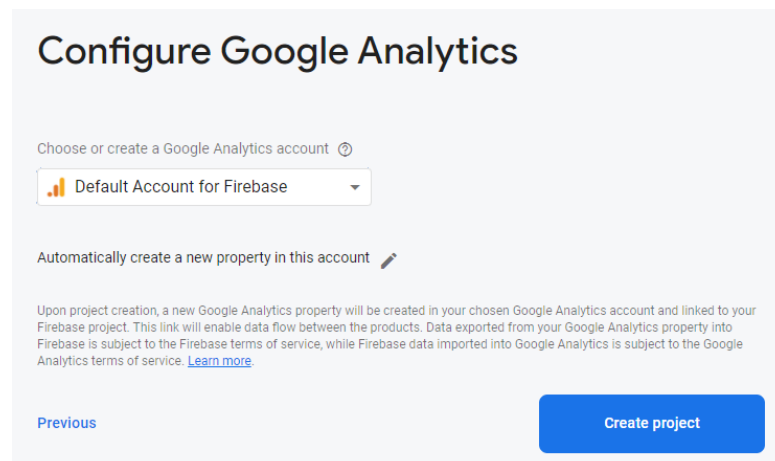 Configure Google Analytics
Choose or create a Google Analytics account
Default Account for Firebase
Automatically create a new property in this account
Upon project creation, a new Google Analytics property will be created in your chosen Google Analytics account and linked to your
Firebase project. This link will enable data flow between the products. Data exported from your Google Analytics property into
Firebase is subject to the Firebase terms of service, while Firebase data imported into Google Analytics is subject to the Google
Analytics terms of service. Learn more.
Previous
Create project